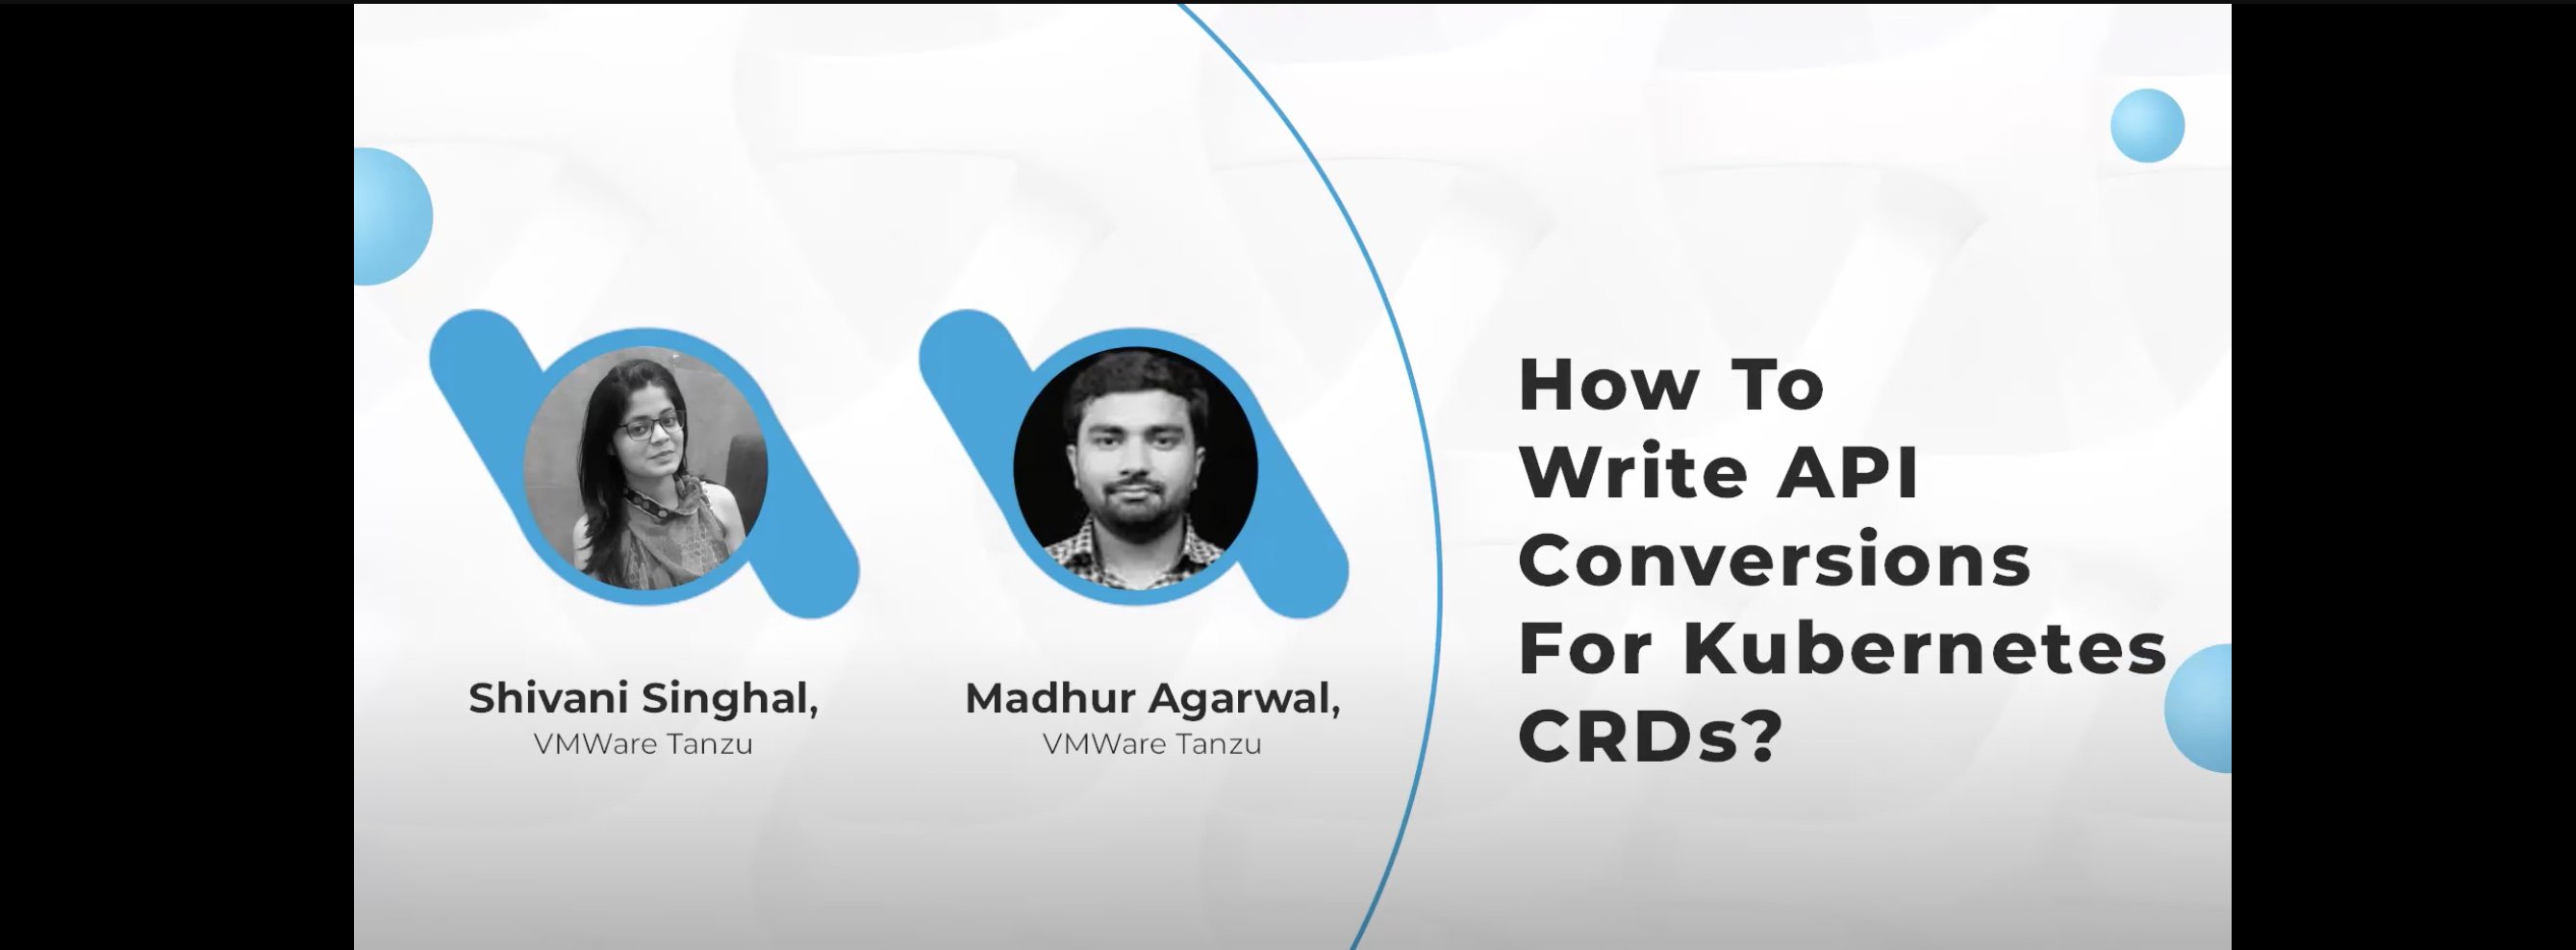 Shivani Singhal,
VMWare Tanzu
Madhur Agarwal,
VMWare Tanzu
How To
Write API
Conversions
For Kubernetes
CRDs?